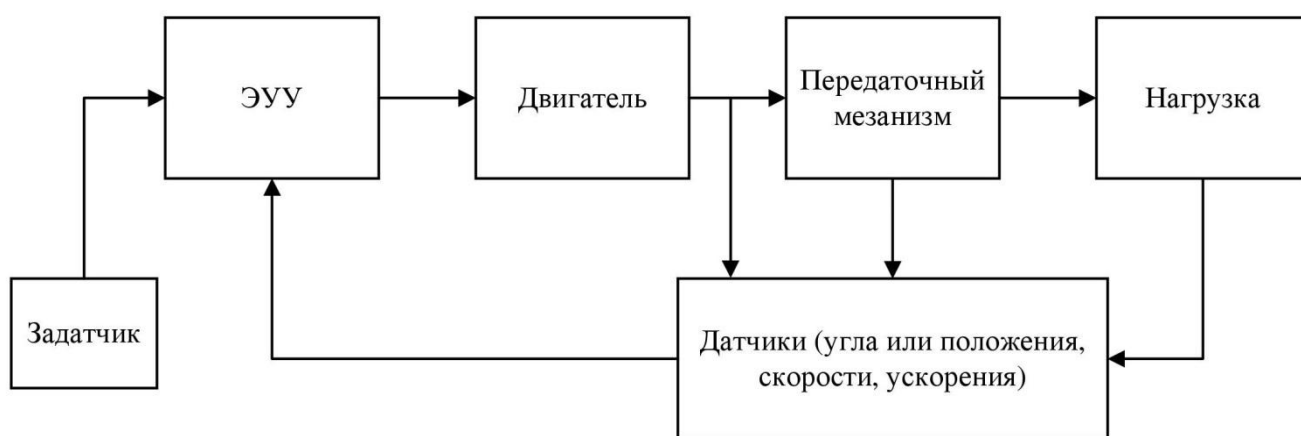 ЭУУ
Двигатель
Передаточный
мезанизм
Нагрузка
Задатчик
Датчики (угла или положения,
скорости, ускорения)